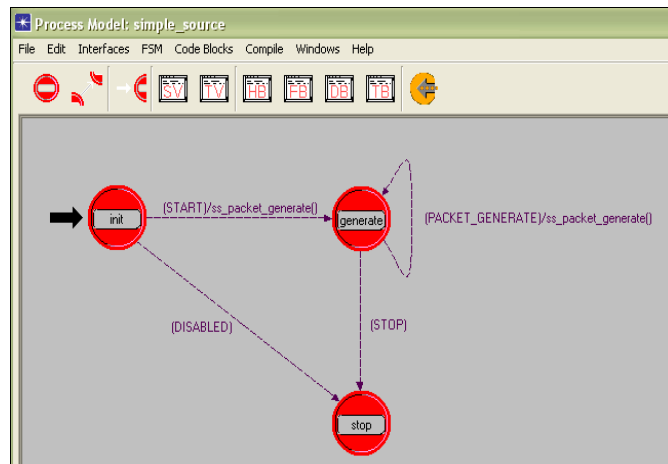 Process Model: simple_source
File Edit Interfaces FSM Code Blocks Compile Windows Help
SV TV HB FB DB TB
init
(START)/ss_packet_generate()
generate
(PACKET_GENERATE)/ss_packet_generate()
(DISABLED)
(STOP)
stop